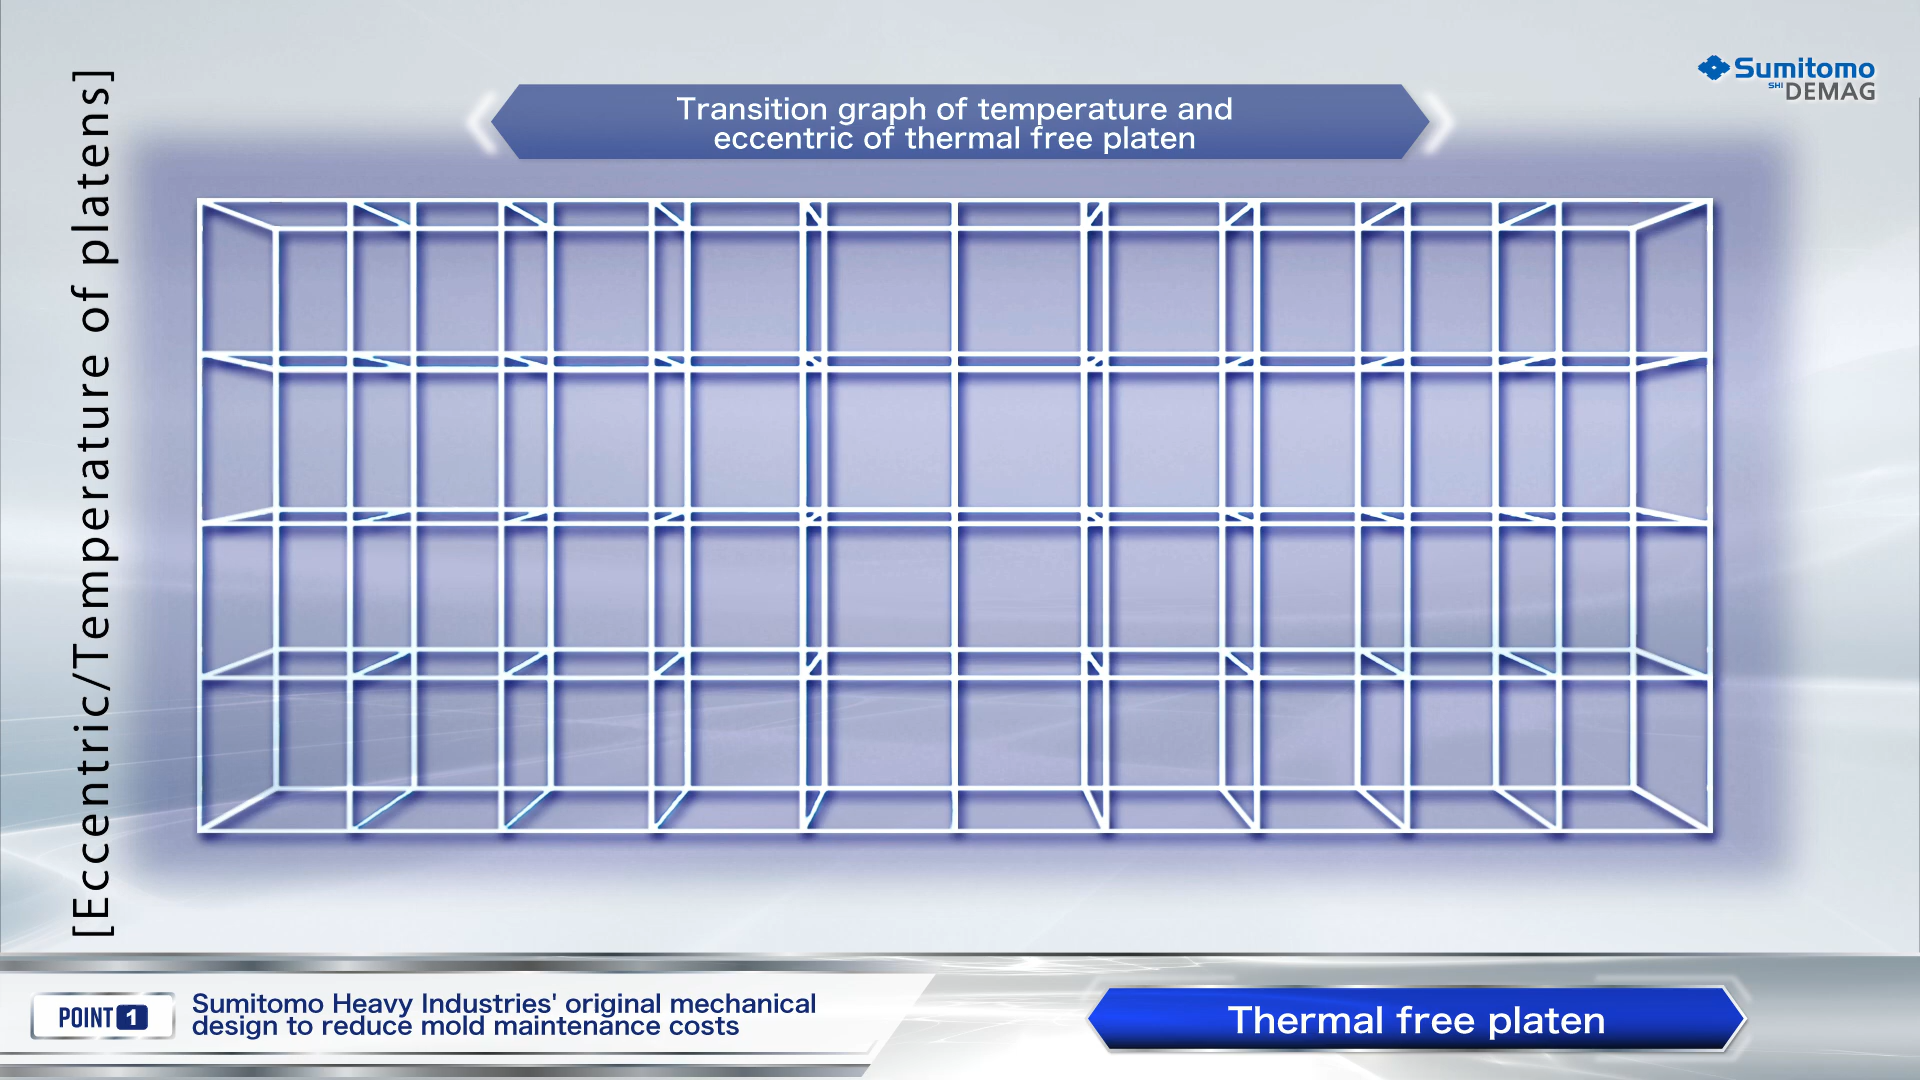 Sumitomo
SHI DEMAG
Transition graph of temperature and
eccentric of thermal free platen
[Eccentric/Temperature of platens]
POINT 1
Sumitomo Heavy Industries' original mechanical
design to reduce mold maintenance costs
Thermal free platen